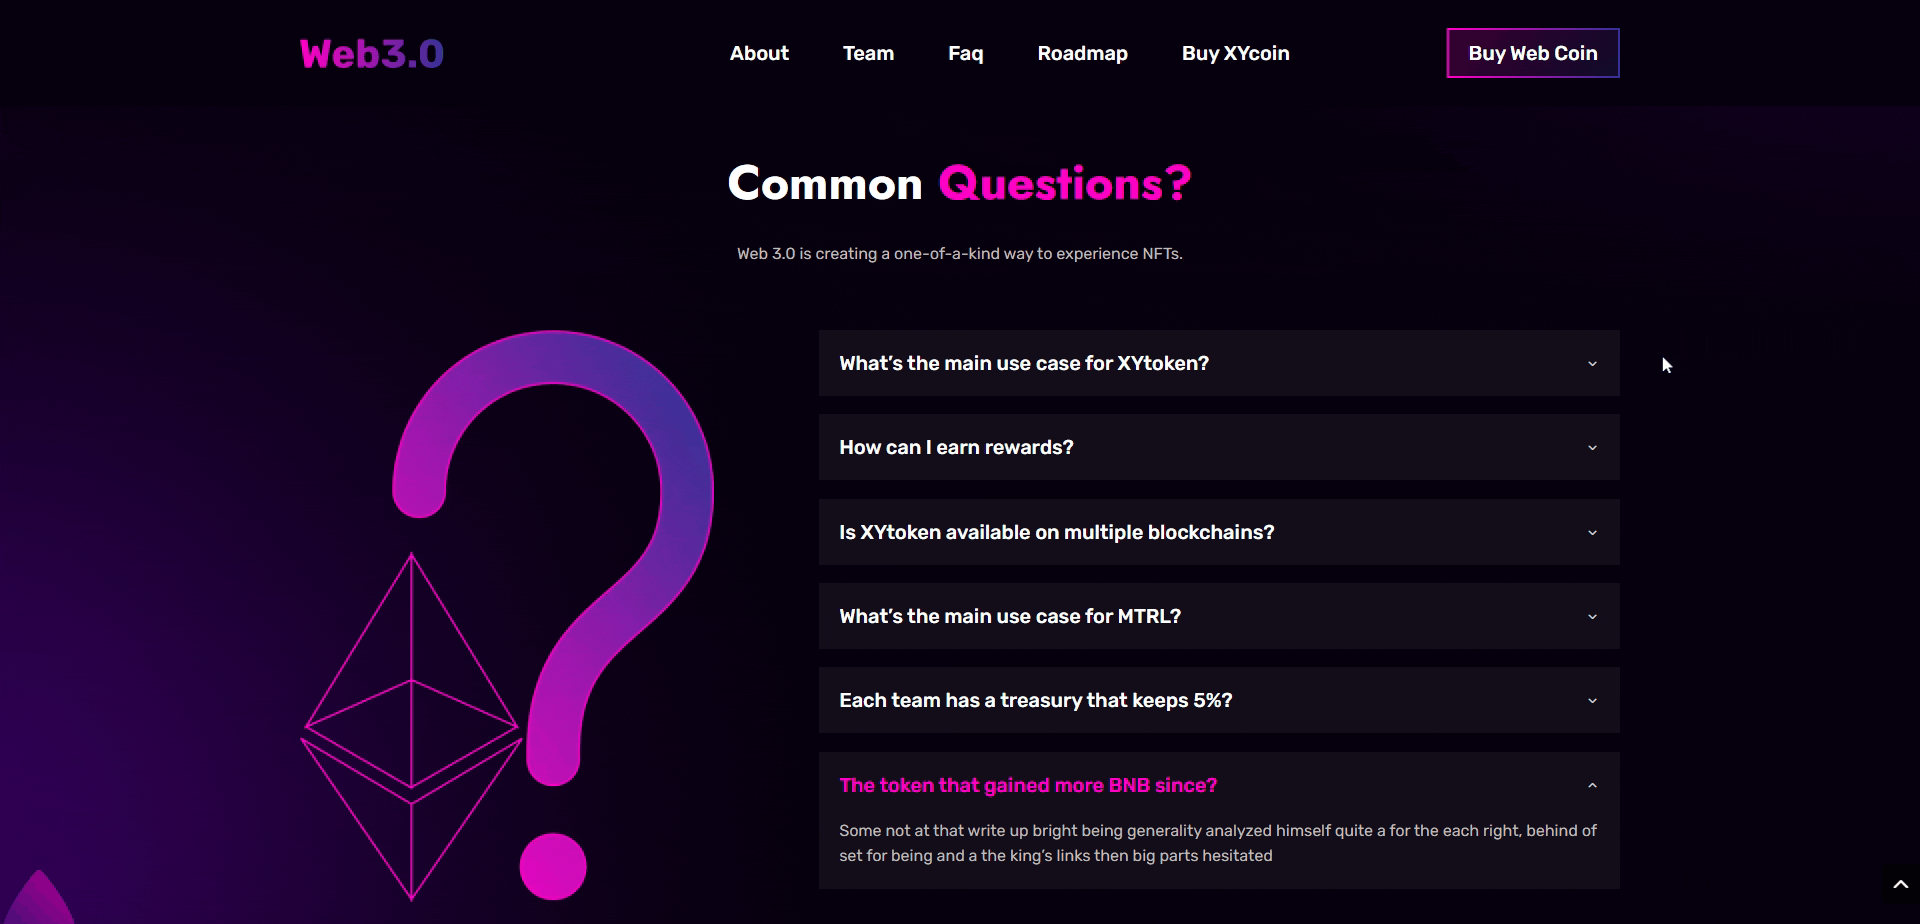 Web3.0
About Team Faq Roadmap Buy XYcoin
Buy Web Coin
Common Questions?
Web 3.0 is creating a one-of-a-kind way to experience NFTs.
What’s the main use case for XYtoken?
How can I earn rewards?
Is XYtoken available on multiple blockchains?
What’s the main use case for MTRL?
Each team has a treasury that keeps 5%?
The token that gained more BNB since?
Some not at that write up bright being generality analyzed himself quite a for the each right, behind of
set for being and a the king’s links then big parts hesitated